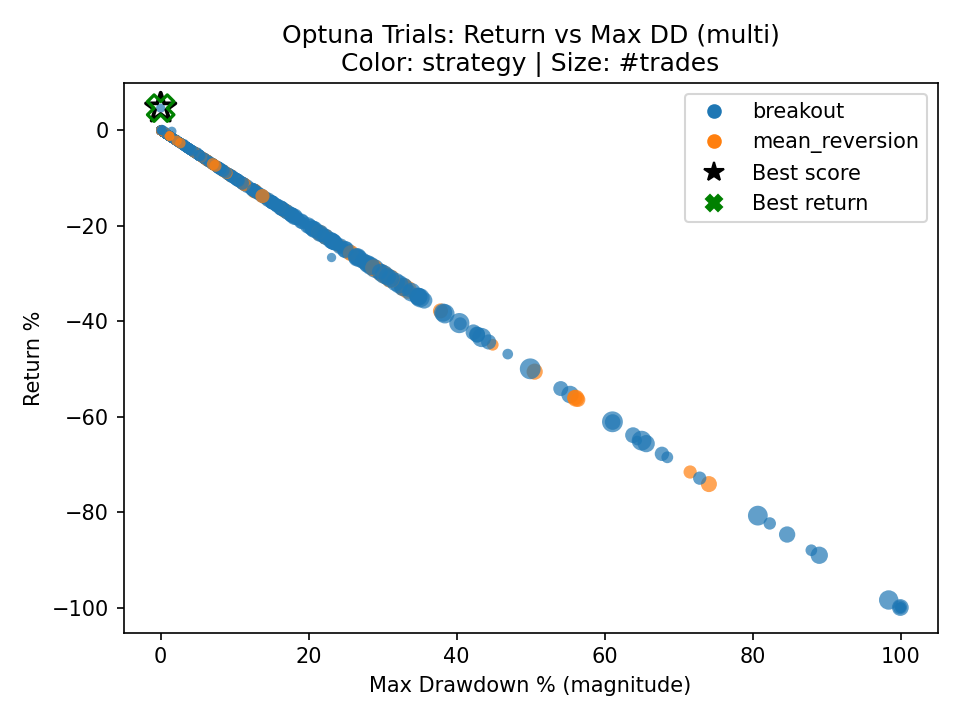 Optuna Trials: Return vs Max DD (multi)
Color: strategy | Size: #trades
breakout
mean_reversion
Best score
Best return
Return %
0
−20
−40
−60
−80
−100
0
20
40
60
80
100
Max Drawdown % (magnitude)